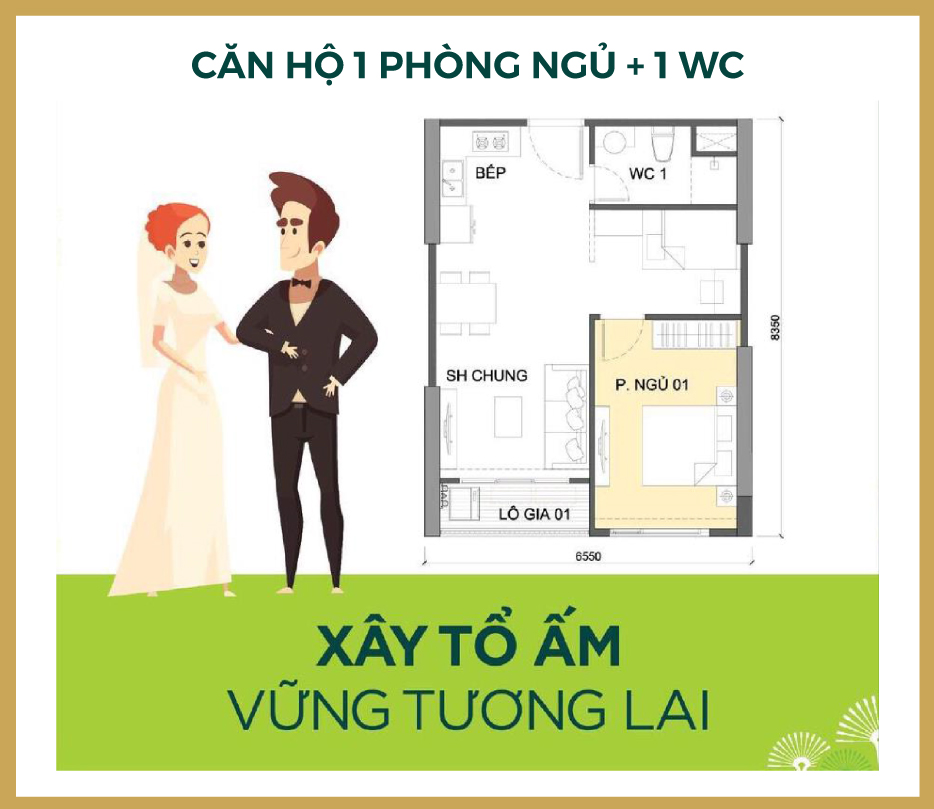 CĂN HỘ 1 PHÒNG NGỦ + 1 WC
BẾP
WC 1
8350
SH CHUNG
P. NGỦ 01
LÔ GIA 01
6550
XÂY TỔ ẤM
VỮNG TƯƠNG LAI